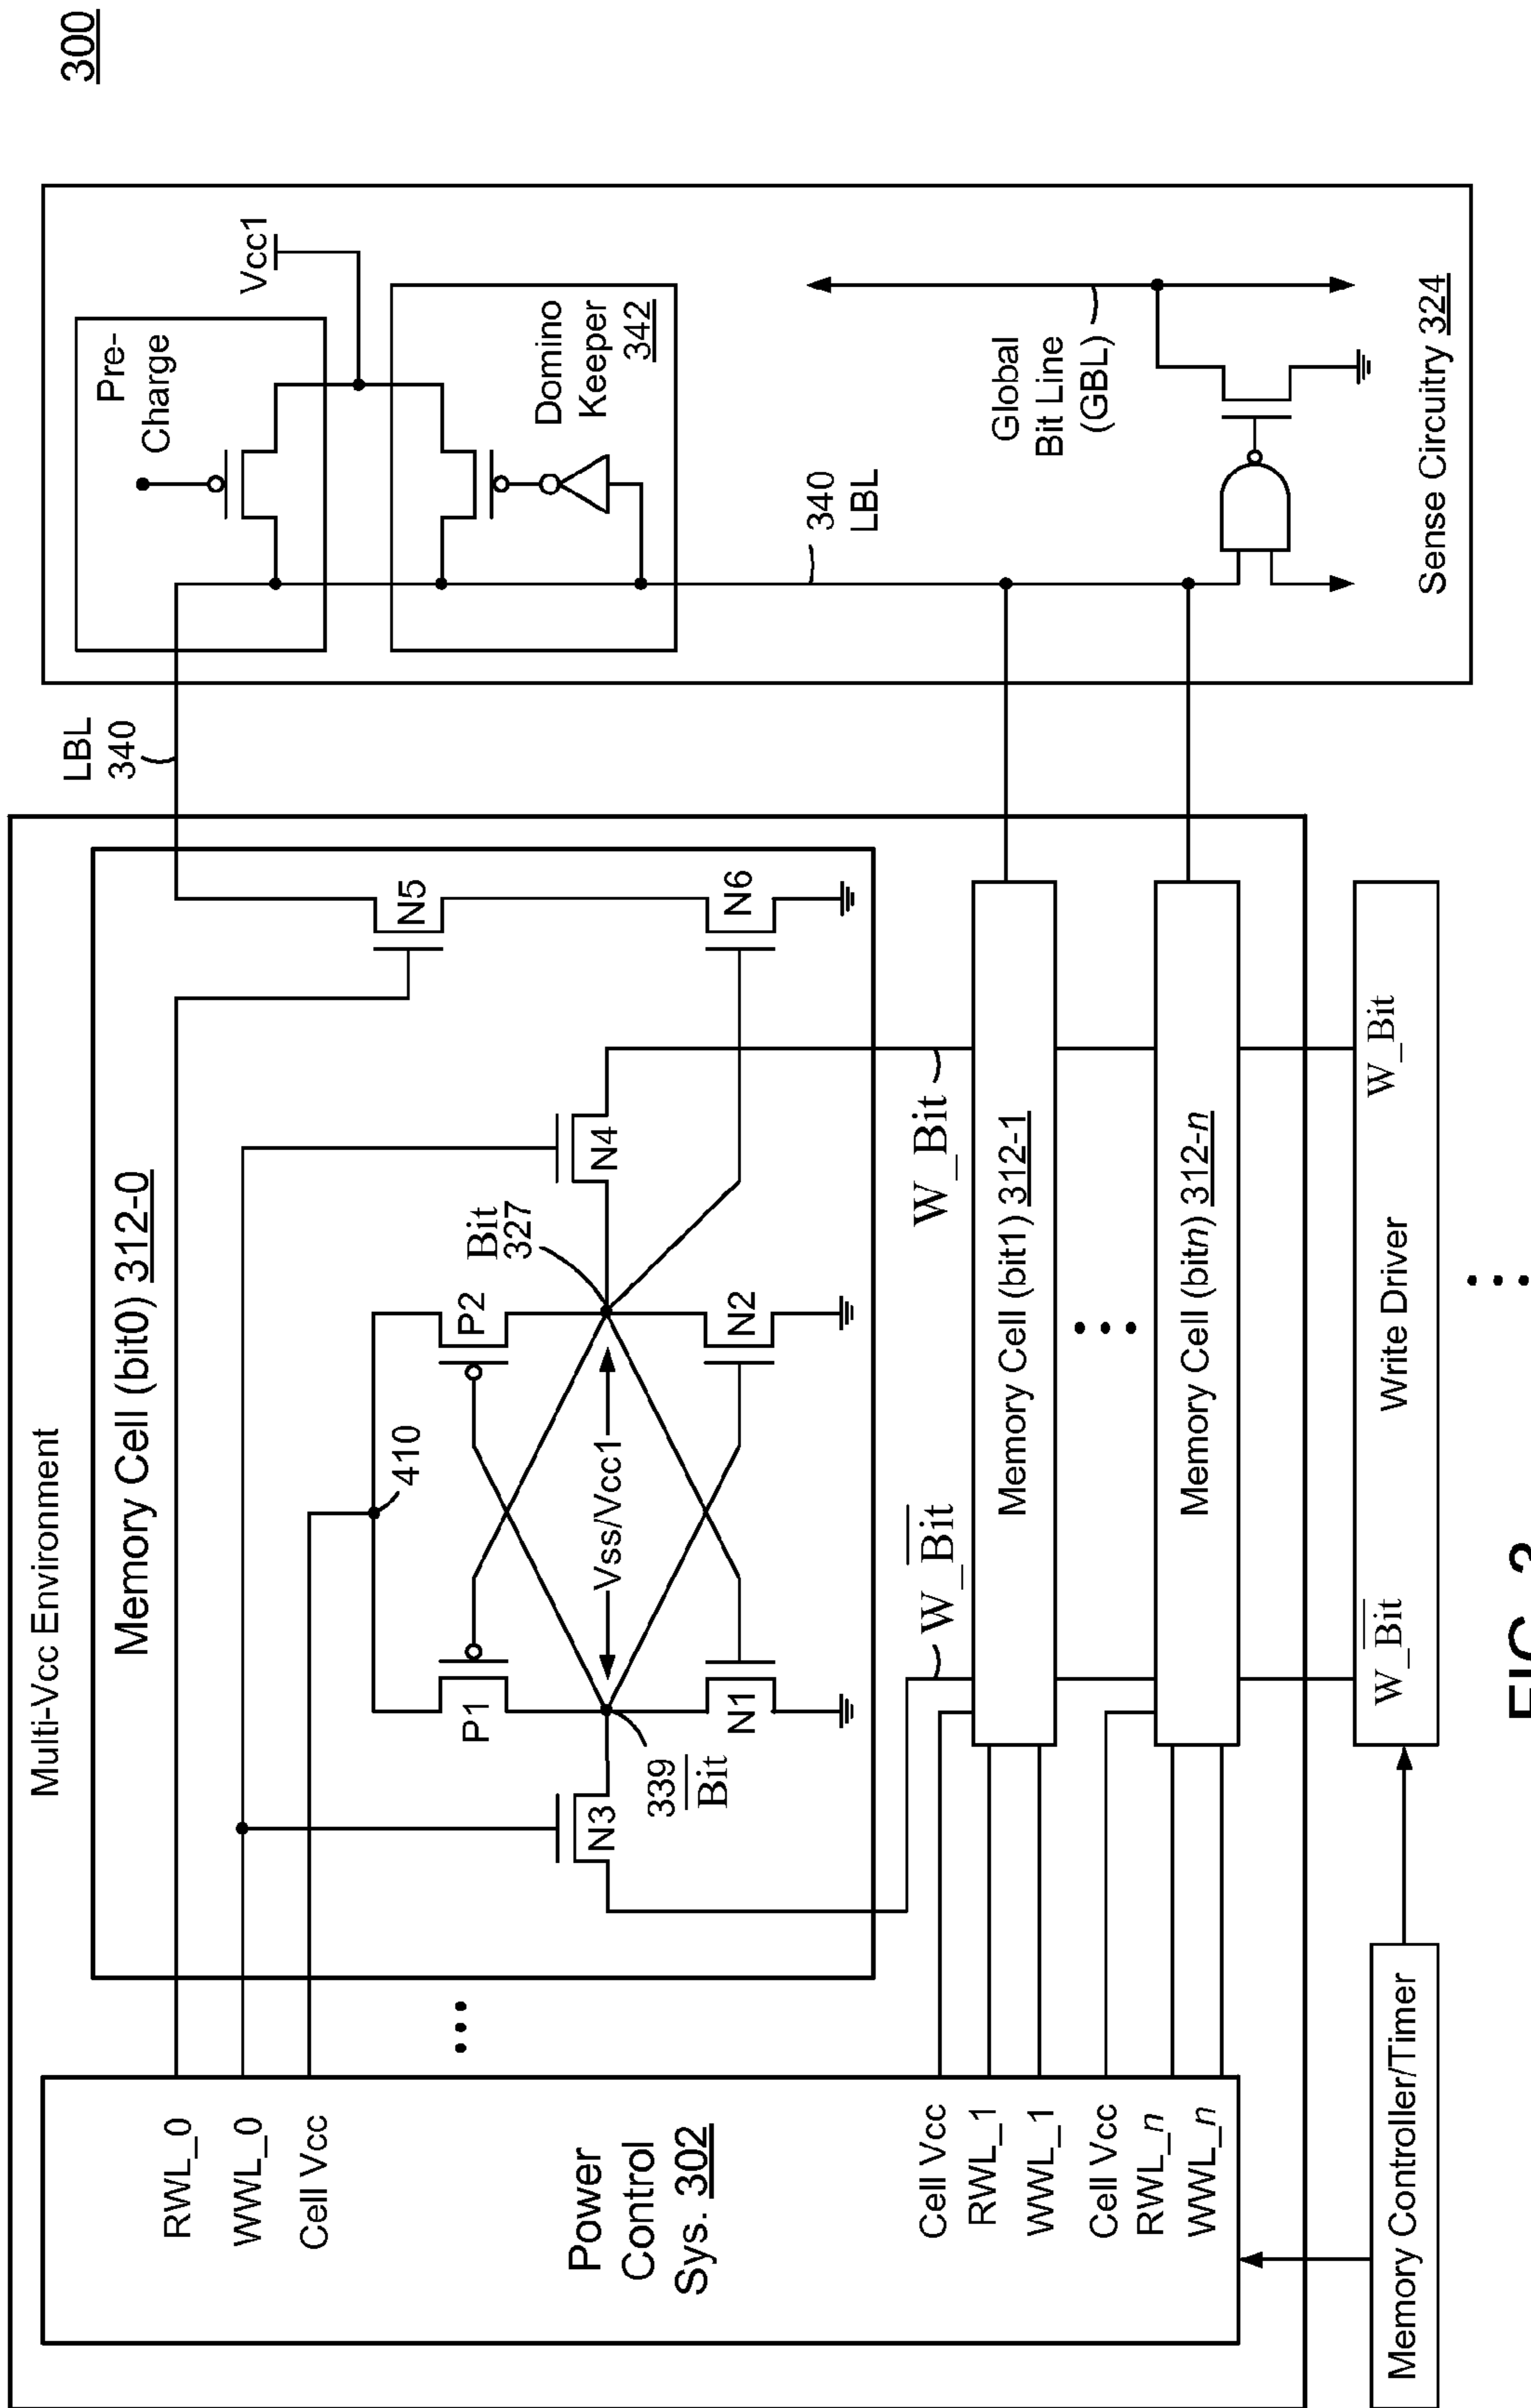 300
Multi-Vcc Environment
Memory Cell (bit0) 312-0
RWL_0
WWL_0
Cell Vcc
Power
Control
Sys. 302
Cell Vcc
RWL_1
WWL_1
Cell Vcc
RWL_n
WWL_n
410
P1
P2
N3
N4
N5
339
B̅i̅t̅
Bit
327
Vss/Vcc1
N1
N2
N6
W_B̅i̅t̅
W_Bit
Memory Cell (bit1) 312-1
Memory Cell (bitn) 312-n
W_B̅i̅t̅
Write Driver
W_Bit
Memory Controller/Timer
LBL
340
Pre-
Charge
Vcc1
Domino
Keeper
342
340
LBL
Global
Bit Line
(GBL)
Sense Circuitry 324